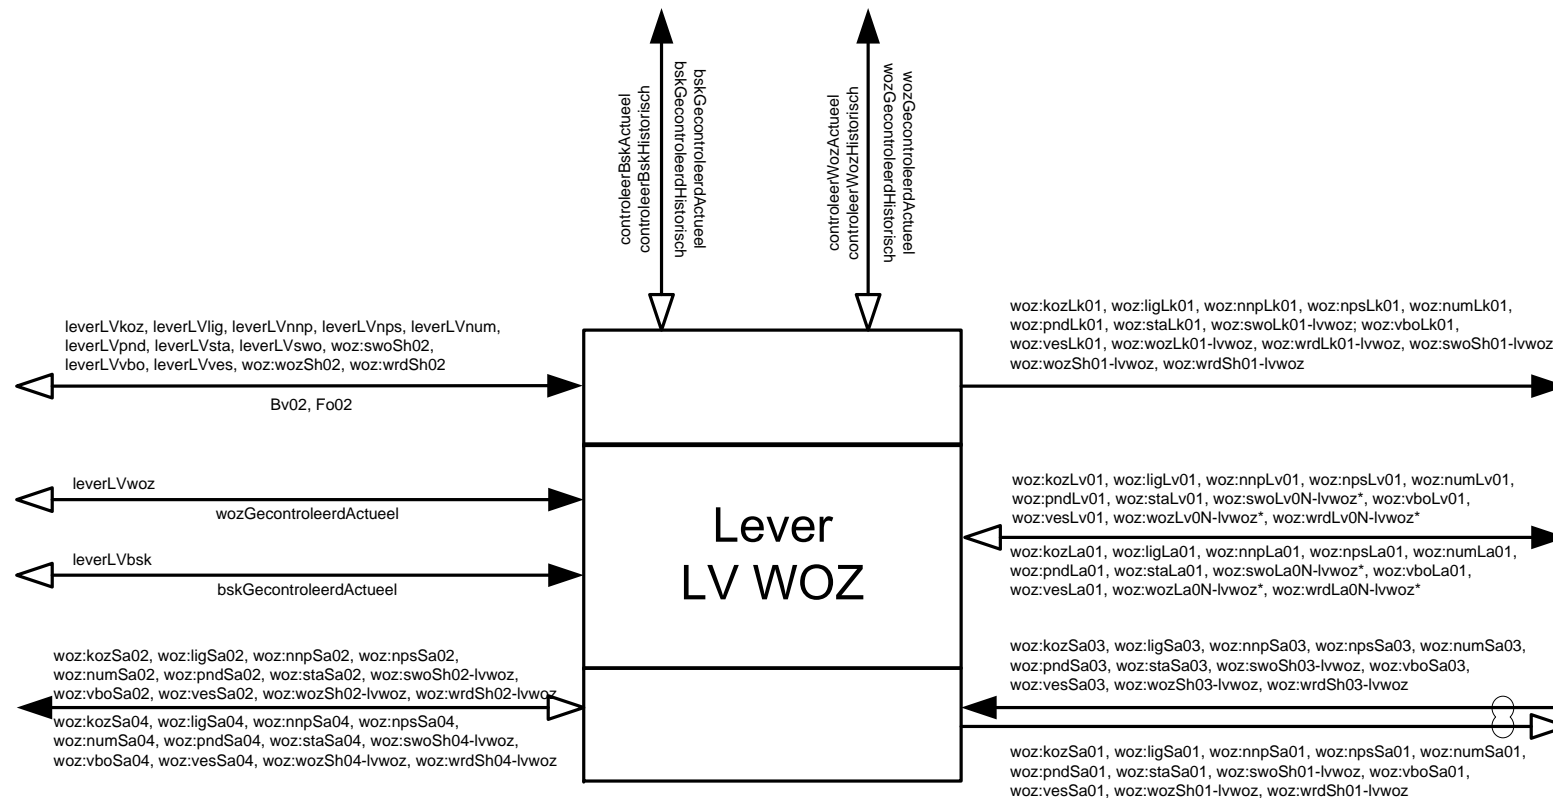 controleerBskActueel
controleerBskHistorisch
bskGecontroleerdHistorisch
bskGecontroleerdActueel
controleerWozActueel
controleerWozHistorisch
wozGecontroleerdHistorisch
wozGecontroleerdActueel
leverLVkoz, leverLVlig, leverLVnnp, leverLVnps, leverLVnum,
leverLVpnd, leverLVsta, leverLVswo, woz:swoSh02,
leverLVvbo, leverLVves, woz:wozSh02, woz:wrdSh02
Bv02, Fo02
woz:kozLk01, woz:ligLk01, woz:nnpLk01, woz:npsLk01, woz:numLk01,
woz:pndLk01, woz:staLk01, woz:swoLk01-lvwoz; woz:vboLk01,
woz:vesLk01, woz:wozLk01-lvwoz, woz:wrdLk01-lvwoz, woz:swoSh01-lvwoz
woz:wozSh01-lvwoz, woz:wrdSh01-lvwoz
leverLVwoz
wozGecontroleerdActueel
leverLVbsk
bskGecontroleerdActueel
Lever
LV WOZ
woz:kozLv01, woz:ligLv01, woz:nnpLv01, woz:npsLv01, woz:numLv01,
woz:pndLv01, woz:staLv01, woz:swoLv0N-lvwoz*, woz:vboLv01,
woz:vesLv01, woz:wozLv0N-lvwoz*, woz:wrdLv0N-lvwoz*
woz:kozLa01, woz:ligLa01, woz:nnpLa01, woz:npsLa01, woz:numLa01,
woz:pndLa01, woz:staLa01, woz:swoLa0N-lvwoz*, woz:vboLa01,
woz:vesLa01, woz:wozLa0N-lvwoz*, woz:wrdLa0N-lvwoz*
woz:kozSa02, woz:ligSa02, woz:nnpSa02, woz:npsSa02,
woz:numSa02, woz:pndSa02, woz:staSa02, woz:swoSh02-lvwoz,
woz:vboSa02, woz:vesSa02, woz:wozSh02-lvwoz, woz:wrdSh02-lvwoz
woz:kozSa04, woz:ligSa04, woz:nnpSa04, woz:npsSa04,
woz:numSa04, woz:pndSa04, woz:staSa04, woz:swoSh04-lvwoz,
woz:vboSa04, woz:vesSa04, woz:wozSh04-lvwoz, woz:wrdSh04-lvwoz
woz:kozSa03, woz:ligSa03, woz:nnpSa03, woz:npsSa03, woz:numSa03,
woz:pndSa03, woz:staSa03, woz:swoSh03-lvwoz, woz:vboSa03,
woz:vesSa03, woz:wozSh03-lvwoz, woz:wrdSh03-lvwoz
woz:kozSa01, woz:ligSa01, woz:nnpSa01, woz:npsSa01, woz:numSa01,
woz:pndSa01, woz:staSa01, woz:swoSh01-lvwoz, woz:vboSa01,
woz:vesSa01, woz:wozSh01-lvwoz, woz:wrdSh01-lvwoz